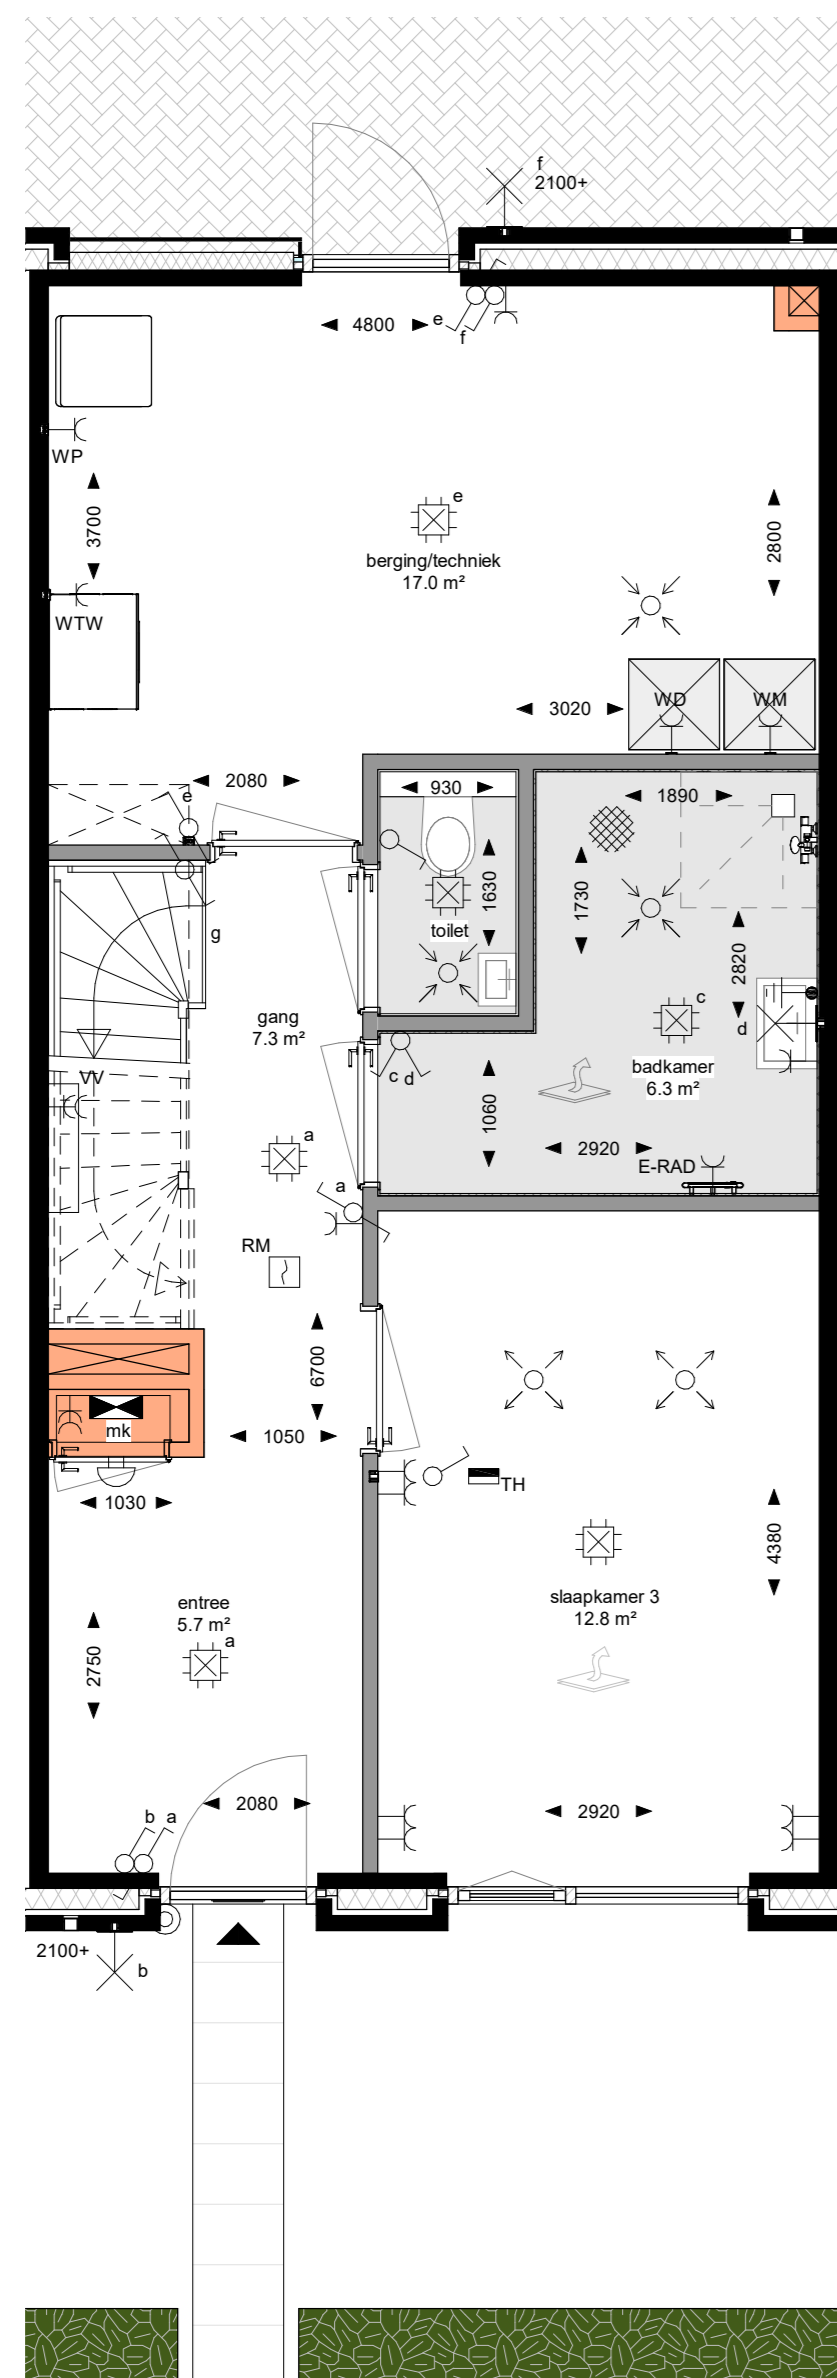 f
2100+
4800
e
f
WP
3700
e
2800
berging/techniek
17.0 m²
WTW
WD
WM
3020
2080
930
1890
e
1630
1730
toilet
g
2820
gang
7.3 m²
c
d
badkamer
6.3 m²
VV
c d
1060
2920
E-RAD
a
a
RM
6700
mk
1050
1030
TH
4380
slaapkamer 3
12.8 m²
entree
5.7 m²
a
2750
2080
2920
b a
2100+
b